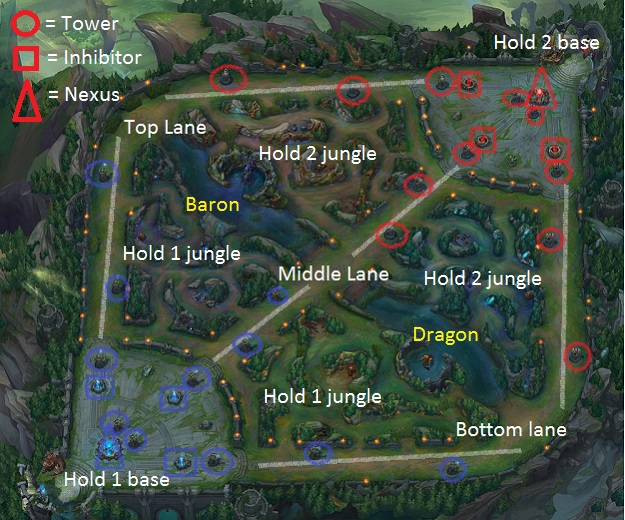 = Tower
= Inhibitor
= Nexus
Hold 2 base
Top Lane
Hold 2 jungle
Baron
Hold 1 jungle
Middle Lane
Hold 2 jungle
Dragon
Hold 1 jungle
Bottom lane
Hold 1 base